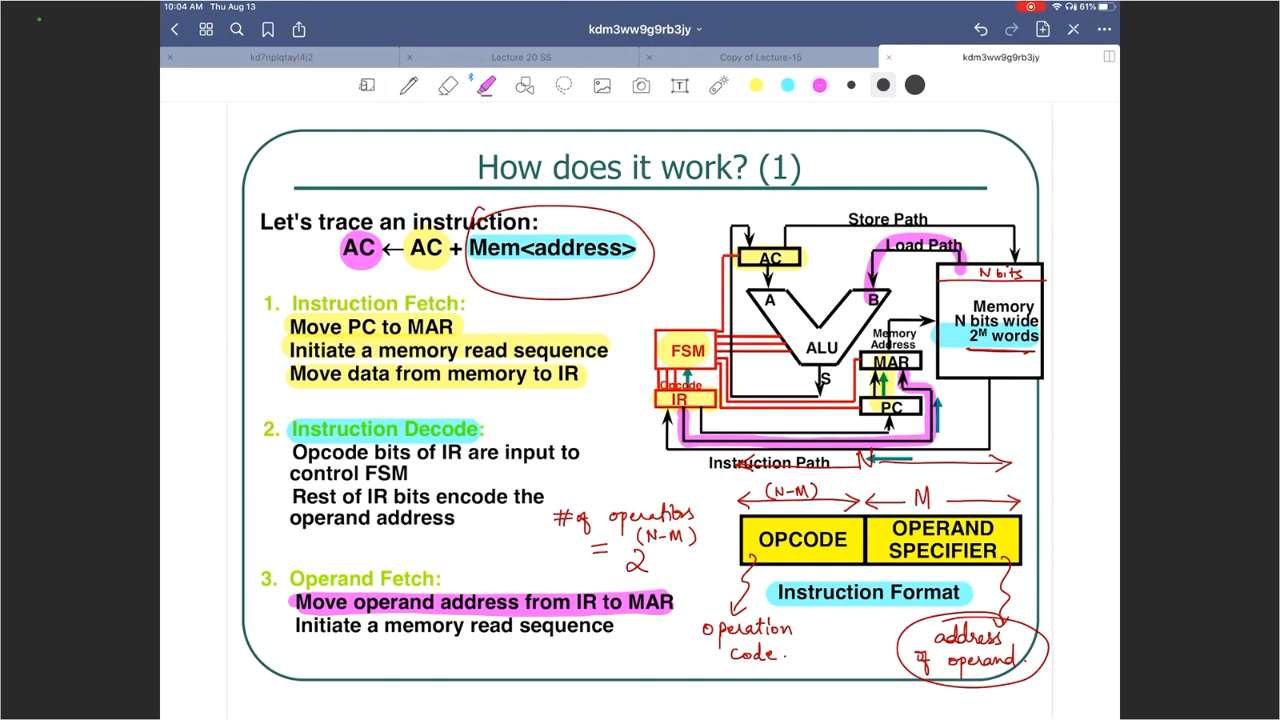 10:04 AM Thu Aug 13
61%
kdm3ww9g9rb3jy
kd7nplqtayl4j2
Lecture 20 SS
Copy of Lecture-15
kdm3ww9g9rb3jy
How does it work? (1)
Let's trace an instruction:
AC ← AC + Mem<address>
1. Instruction Fetch:
Move PC to MAR
Initiate a memory read sequence
Move data from memory to IR
2. Instruction Decode:
Opcode bits of IR are input to
control FSM
Rest of IR bits encode the
operand address
# of operations
= 2^(N-M)
3. Operand Fetch:
Move operand address from IR to MAR
Initiate a memory read sequence
Store Path
Load Path
AC
N bits
A
B
Memory
N bits wide
2^M words
Memory
Address
ALU
FSM
MAR
S
Opcode
IR
PC
Instruction Path
N
(N-M)
M
OPCODE
OPERAND
SPECIFIER
Instruction Format
operation
code.
address
of operand.